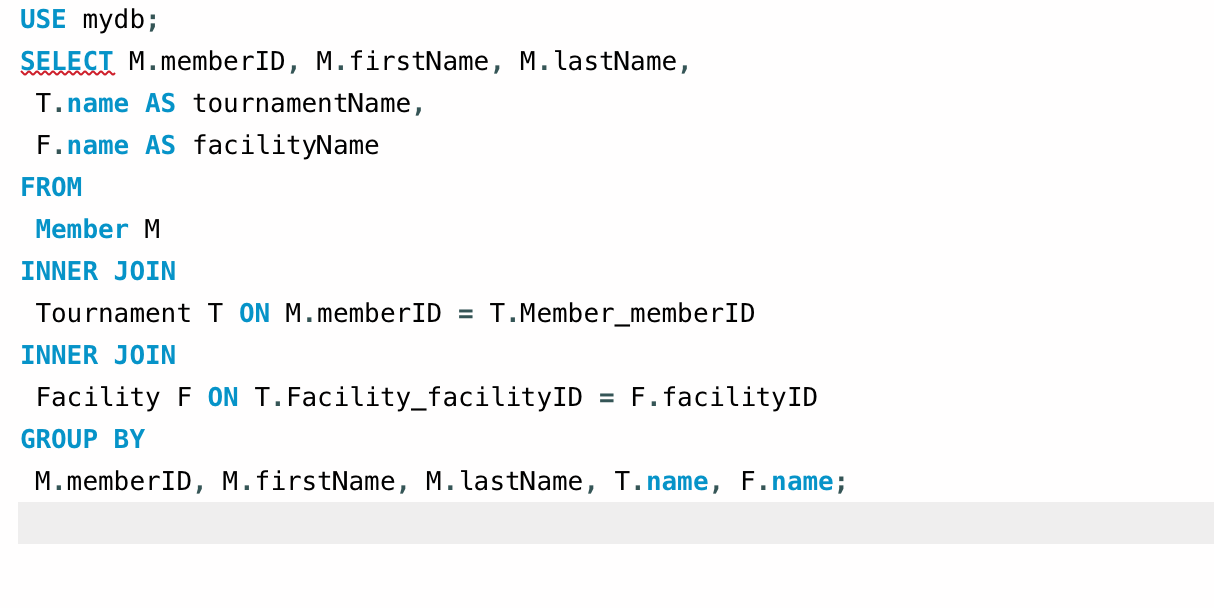 USE mydb;
SELECT M.memberID, M.firstName, M.lastName,
 T.name AS tournamentName,
 F.name AS facilityName
FROM
 Member M
INNER JOIN
 Tournament T ON M.memberID = T.Member_memberID
INNER JOIN
 Facility F ON T.Facility_facilityID = F.facilityID
GROUP BY
 M.memberID, M.firstName, M.lastName, T.name, F.name;